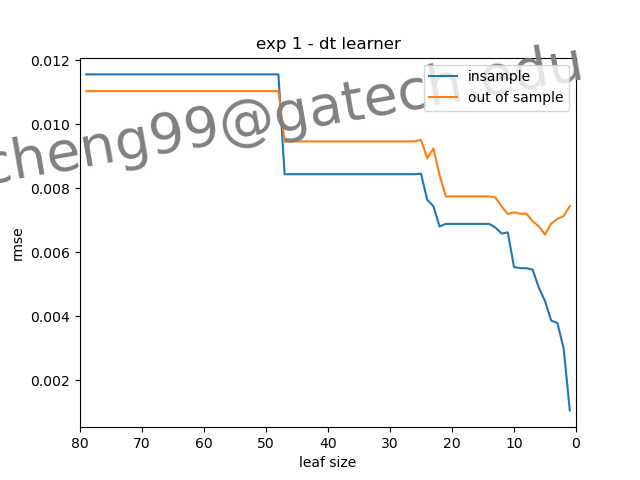 exp 1 - dt learner
insample
out of sample
cheng99@gatech.edu
rmse
0.012
0.010
0.008
0.006
0.004
0.002
80 70 60 50 40 30 20 10 0
leaf size